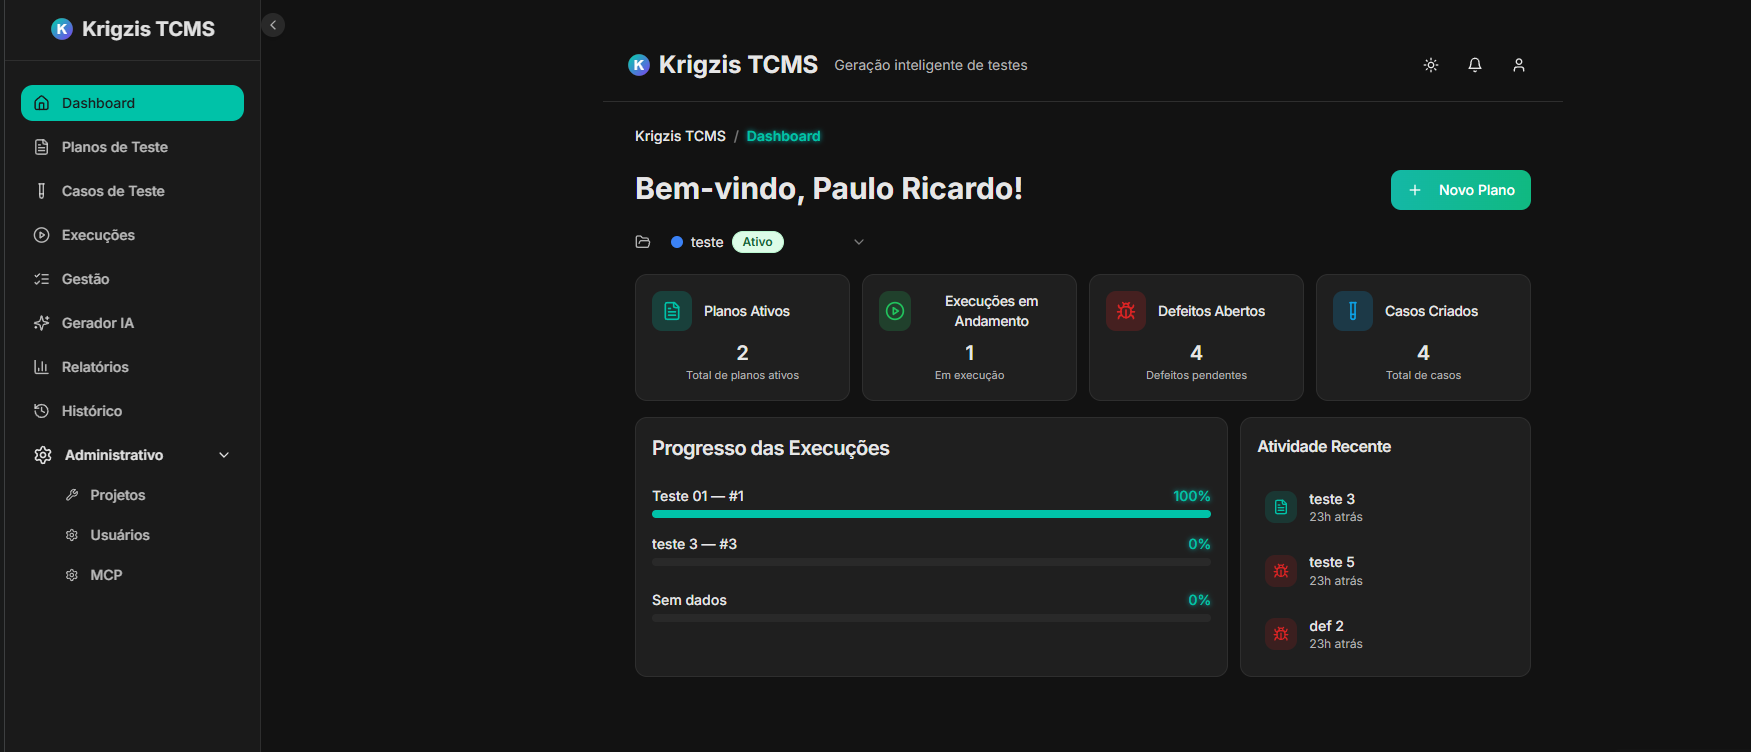 K Krigzis TCMS
Dashboard
Planos de Teste
Casos de Teste
Execuções
Gestão
Gerador IA
Relatórios
Histórico
Administrativo
Projetos
Usuários
MCP
K Krigzis TCMS Geração inteligente de testes
Krigzis TCMS / Dashboard
Bem-vindo, Paulo Ricardo!
+ Novo Plano
teste Ativo
Planos Ativos
2
Total de planos ativos
Execuções em
Andamento
1
Em execução
Defeitos Abertos
4
Defeitos pendentes
Casos Criados
4
Total de casos
Progresso das Execuções
Teste 01 — #1 100%
teste 3 — #3 0%
Sem dados 0%
Atividade Recente
teste 3
23h atrás
teste 5
23h atrás
def 2
23h atrás